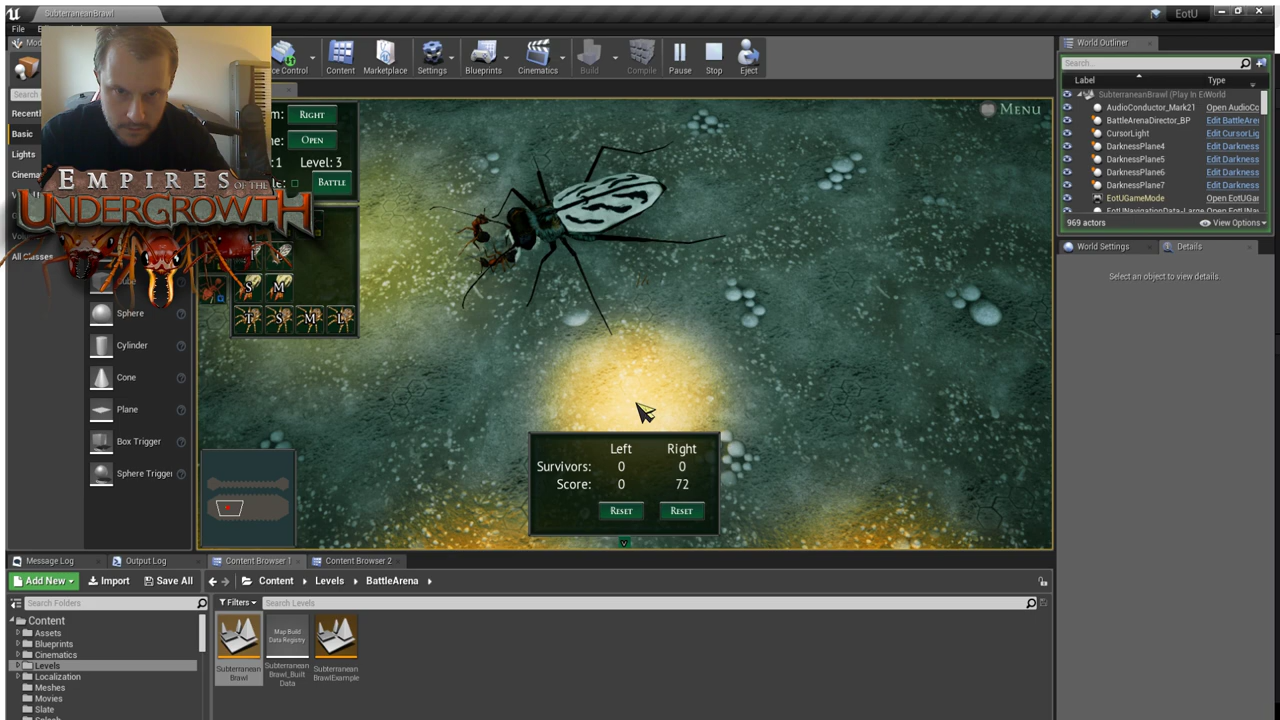 SubterraneanBrawl
EotU
File
Content
Marketplace
Settings
Blueprints
Cinematics
Build
Compile
Pause
Stop
Eject
World Outliner
Search...
Label
Type
SubterraneanBrawl (Play In E
World
AudioConductor_Mark21
Open AudioCo
BattleArenaDirector_BP
Edit BattleAre
CursorLight
Edit CursorLig
DarknessPlane4
Edit Darkness
DarknessPlane5
Edit Darkness
DarknessPlane6
Edit Darkness
DarknessPlane7
Edit Darkness
EotUGameMode
Open EotUGar
EotUNavigationData-Large
Open EotUNa
969 actors
View Options
World Settings
Details
Select an object to view details.
Search
Recent
Basic
Lights
Cinema
All Classes
EMPIRES OF THE
UNDERGROWTH
RIGHT
OPEN
Level: 3
BATTLE
MENU
S
M
T
S
M
L
Sphere
Cylinder
Cone
Plane
Box Trigger
Sphere Trigger
Left Right
Survivors: 0 0
Score: 0 72
RESET RESET
Message Log
Output Log
Content Browser 1
Content Browser 2
Add New
Import
Save All
Content
Levels
BattleArena
Search Folders
Filters
Search Levels
Content
Assets
Blueprints
Cinematics
Levels
Localization
Meshes
Movies
Slate
Subterranean
Brawl
Map Build
Data Registry
Subterranean
Brawl_Built
Data
Subterranean
BrawlExample